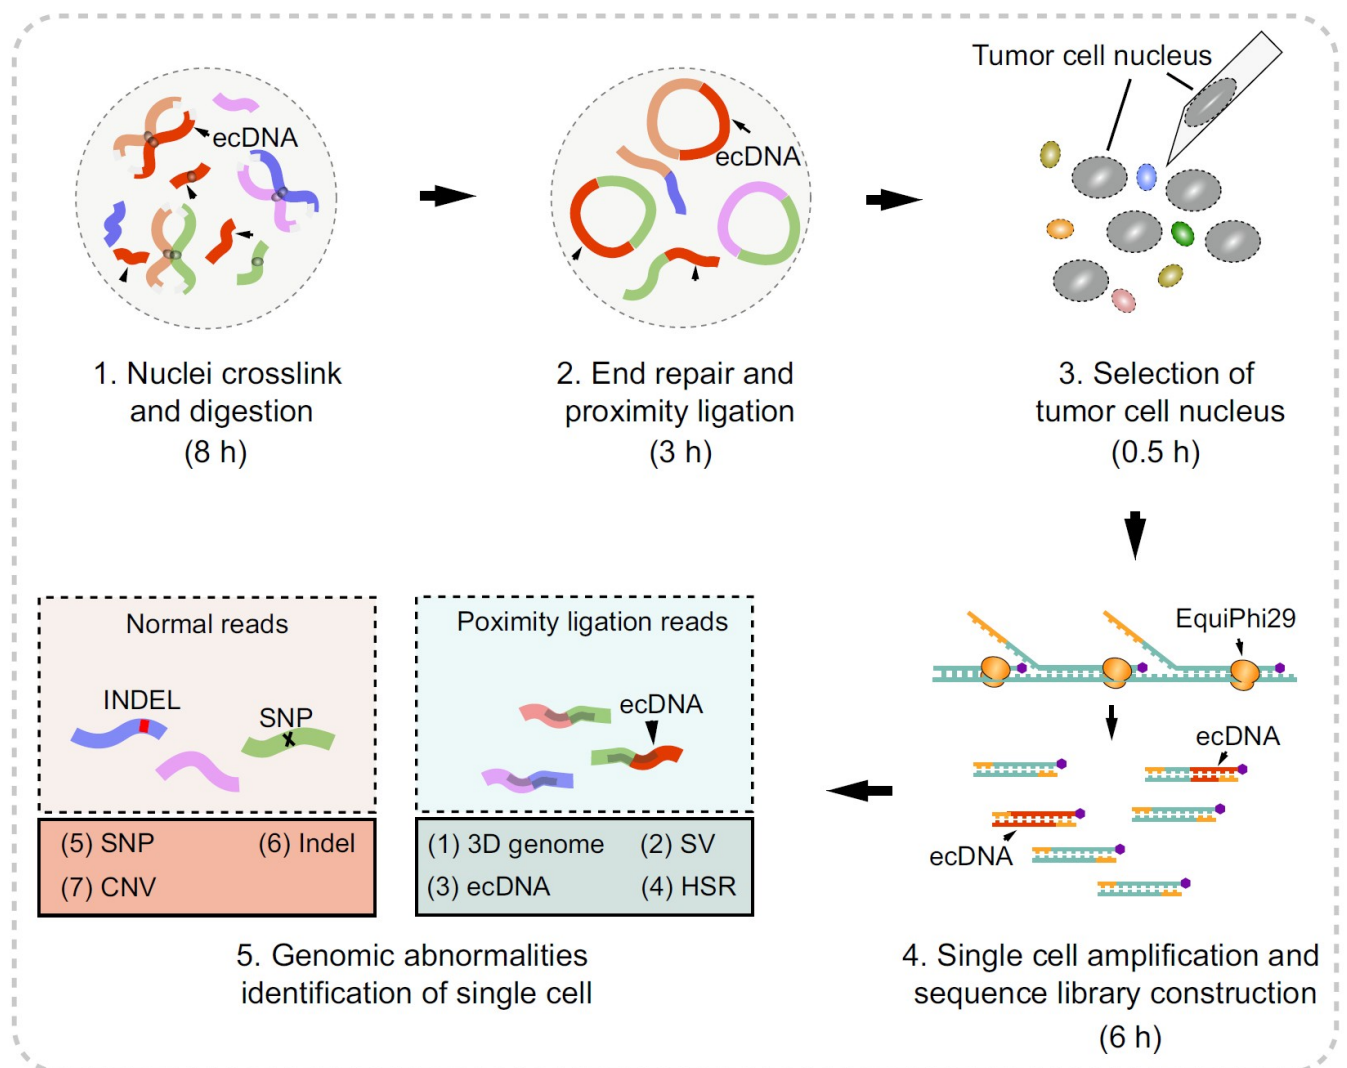 ecDNA
1. Nuclei crosslink
and digestion
(8 h)
ecDNA
2. End repair and
proximity ligation
(3 h)
Tumor cell nucleus
3. Selection of
tumor cell nucleus
(0.5 h)
EquiPhi29
ecDNA
ecDNA
4. Single cell amplification and
sequence library construction
(6 h)
Normal reads
INDEL
SNP
(5) SNP (6) Indel
(7) CNV
Poximity ligation reads
ecDNA
(1) 3D genome (2) SV
(3) ecDNA (4) HSR
5. Genomic abnormalities
identification of single cell